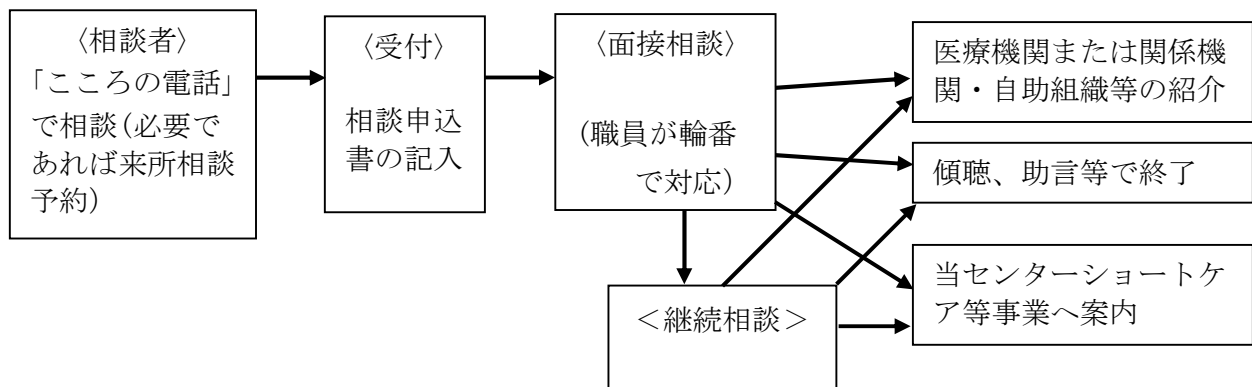 〈相談者〉
「こころの電話」
で相談(必要で
あれば来所相談
予約)
〈受付〉
相談申込
書の記入
〈面接相談〉
(職員が輪番
で対応)
医療機関または関係機
関・自助組織等の紹介
傾聴、助言等で終了
当センターショートケ
ア等事業へ案内
＜継続相談＞